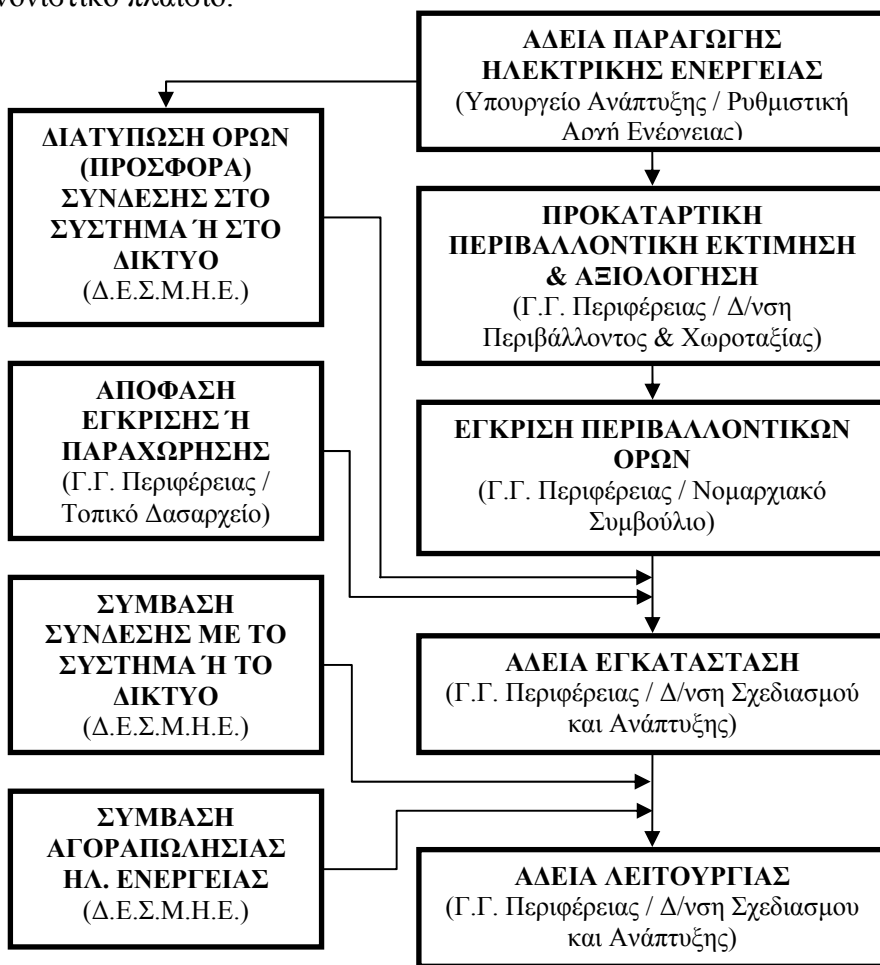 ΑΔΕΙΑ ΠΑΡΑΓΩΓΗΣ
ΗΛΕΚΤΡΙΚΗΣ ΕΝΕΡΓΕΙΑΣ
(Υπουργείο Ανάπτυξης / Ρυθμιστική
Αρχή Ενέργειας)
ΔΙΑΤΥΠΩΣΗ ΟΡΩΝ
(ΠΡΟΣΦΟΡΑ)
ΣΥΝΔΕΣΗΣ ΣΤΟ
ΣΥΣΤΗΜΑ Ή ΣΤΟ
ΔΙΚΤΥΟ
(Δ.Ε.Σ.Μ.Η.Ε.)
ΠΡΟΚΑΤΑΡΤΙΚΗ
ΠΕΡΙΒΑΛΛΟΝΤΙΚΗ ΕΚΤΙΜΗΣΗ
& ΑΞΙΟΛΟΓΗΣΗ
(Γ.Γ. Περιφέρειας / Δ/νση
Περιβάλλοντος & Χωροταξίας)
ΑΠΟΦΑΣΗ
ΕΓΚΡΙΣΗΣ Ή
ΠΑΡΑΧΩΡΗΣΗΣ
(Γ.Γ. Περιφέρειας /
Τοπικό Δασαρχείο)
ΕΓΚΡΙΣΗ ΠΕΡΙΒΑΛΛΟΝΤΙΚΩΝ
ΟΡΩΝ
(Γ.Γ. Περιφέρειας / Νομαρχιακό
Συμβούλιο)
ΣΥΜΒΑΣΗ
ΣΥΝΔΕΣΗΣ ΜΕ ΤΟ
ΣΥΣΤΗΜΑ Ή ΤΟ
ΔΙΚΤΥΟ
(Δ.Ε.Σ.Μ.Η.Ε.)
ΑΔΕΙΑ ΕΓΚΑΤΑΣΤΑΣΗ
(Γ.Γ. Περιφέρειας / Δ/νση Σχεδιασμού
και Ανάπτυξης)
ΣΥΜΒΑΣΗ
ΑΓΟΡΑΠΩΛΗΣΙΑΣ
ΗΛ. ΕΝΕΡΓΕΙΑΣ
(Δ.Ε.Σ.Μ.Η.Ε.)
ΑΔΕΙΑ ΛΕΙΤΟΥΡΓΙΑΣ
(Γ.Γ. Περιφέρειας / Δ/νση Σχεδιασμου
και Ανάπτυξης)